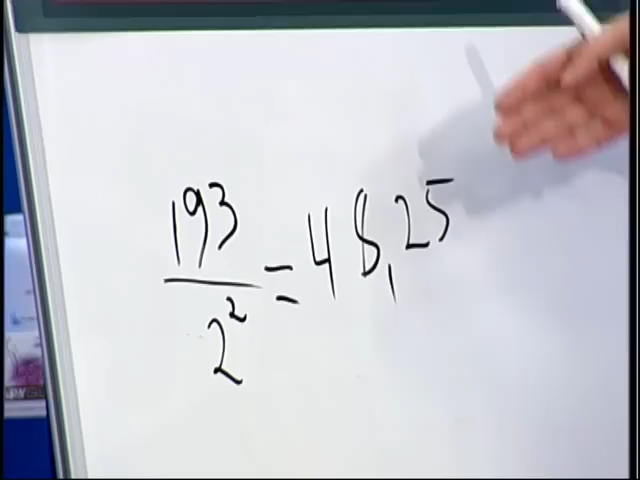 193/2² = 48,25